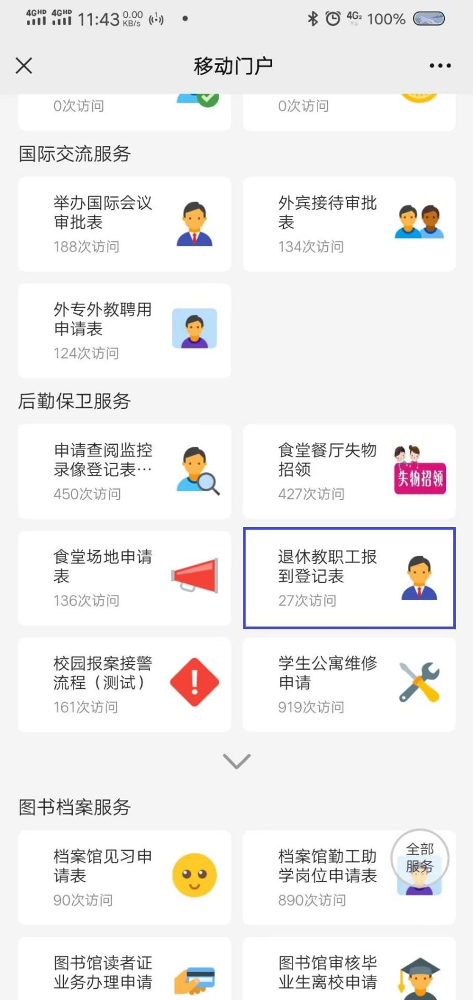 4GHD 4GHD 11:43 0.00 KB/s 4G2 100%
移动门户
0次访问
0次访问
国际交流服务
举办国际会议
审批表
188次访问
外宾接待审批
表
134次访问
外专外教聘用
申请表
124次访问
后勤保卫服务
申请查阅监控
录像登记表…
450次访问
食堂餐厅失物
招领
427次访问
失物招领
食堂场地申请
表
136次访问
退休教职工报
到登记表
27次访问
校园报案接警
流程（测试）
161次访问
学生公寓维修
申请
919次访问
图书档案服务
档案馆见习申
请表
90次访问
档案馆勤工助
学岗位申请表
890次访问
全部
服务
图书馆读者证
业务办理申请
图书馆审核毕
业生离校申请